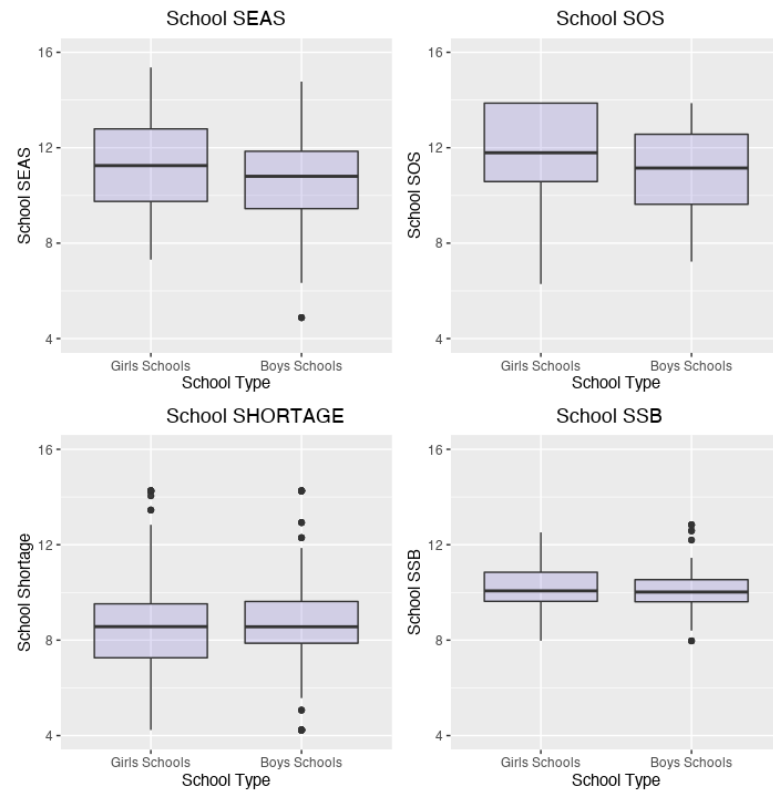 School SEAS
16
12
8
4
School SEAS
Girls Schools
Boys Schools
School Type
School SOS
16
12
8
4
School SOS
Girls Schools
Boys Schools
School Type
School SHORTAGE
16
12
8
4
School Shortage
Girls Schools
Boys Schools
School Type
School SSB
16
12
8
4
School SSB
Girls Schools
Boys Schools
School Type